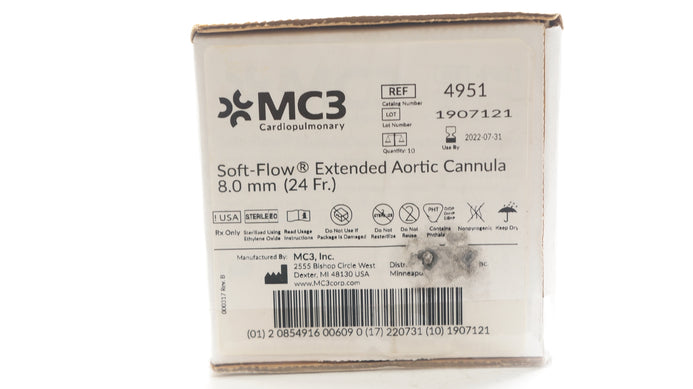 MC3
Cardiopulmonary
REF 4951
Catalog Number
LOT 1907121
Lot Number
2022-07-31
Quantity: 10 Use By
Soft-Flow® Extended Aortic Cannula
8.0 mm (24 Fr.)
! USA STERILE EO PHT
Rx Only Sterilized Using Ethylene Oxide Read Usage Instructions Do Not Use if Package is Damaged Do Not Resterilize Do Not Reuse Contains Nonpyrogenic Keep Dry
Manufactured By: MC3, Inc.
2555 Bishop Circle West
Dexter, MI 48130 USA
www.MC3corp.com
Inc.
000317 Rev. B
(01) 2 0854916 00609 0 (17) 220731 (10) 1907121